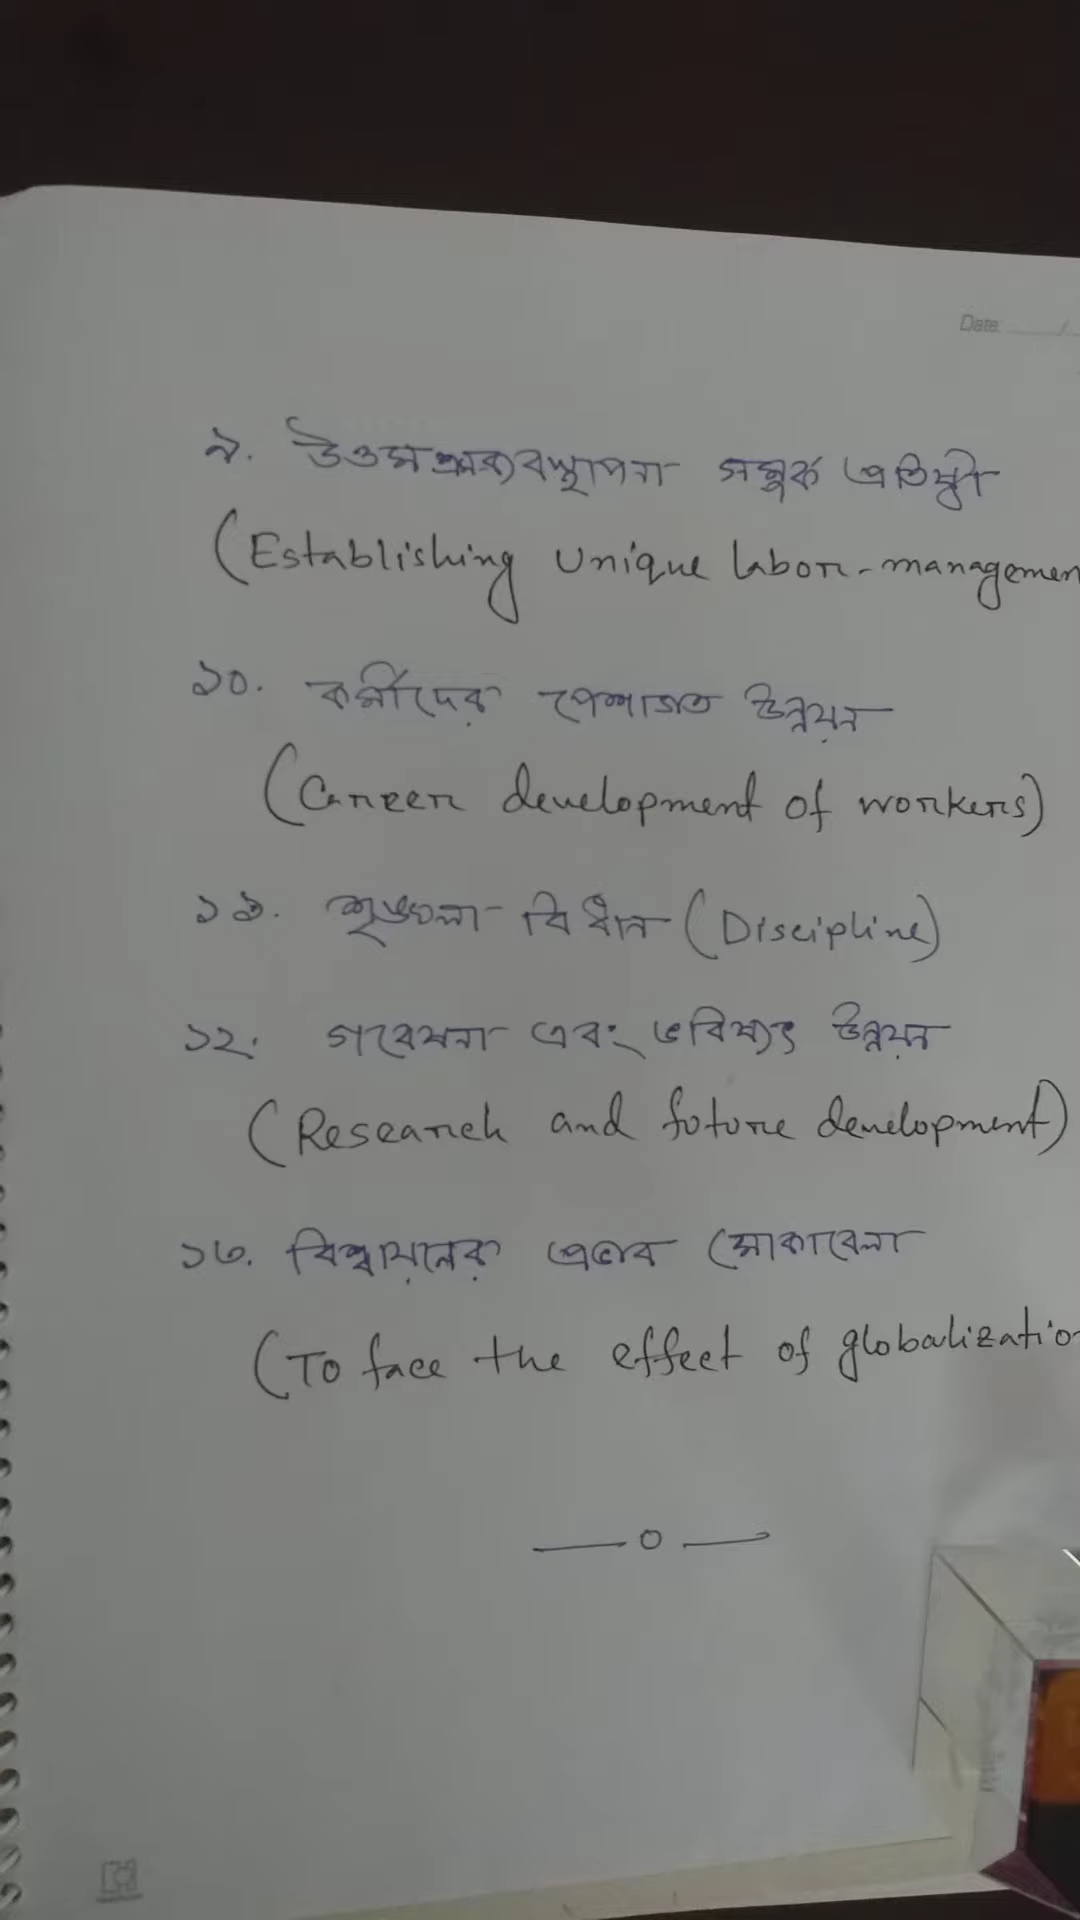 Date: /
৯. উত্তম শ্রমব্যবস্থাপনা সম্পর্ক প্রতিষ্ঠা
(Establishing Unique labor-managemen
১০. কর্মীদের পেশাগত উন্নয়ন
(Career development of workers)
১১. শৃঙ্খলা বিধান (Discipline)
১২. গবেষনা এবং ভবিষ্যৎ উন্নয়ন
(Research and future development)
১৩. বিশ্বায়নের প্রভাব মোকাবেলা
(To face the effect of globalizatio
—o—